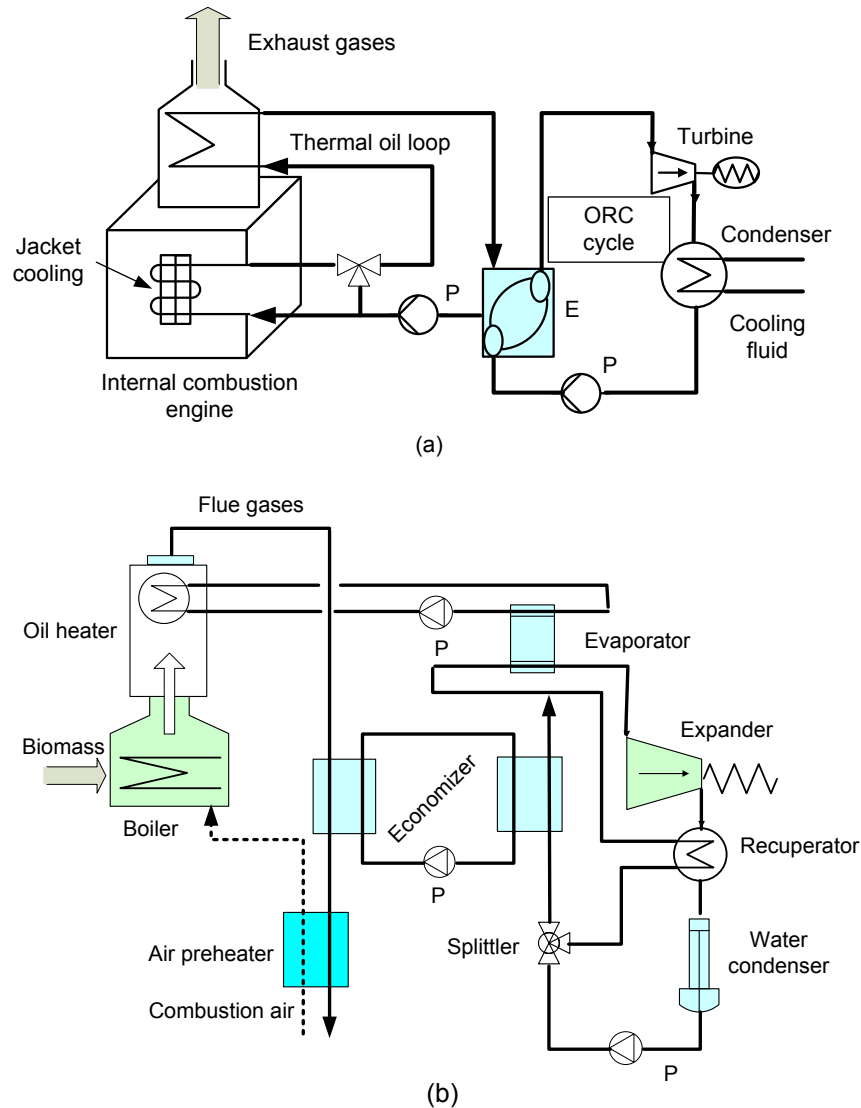 Exhaust gases
Thermal oil loop
Turbine
ORC
cycle
Condenser
Jacket
cooling
P
E
Cooling
fluid
P
Internal combustion
engine
(a)
Flue gases
Oil heater
P
Evaporator
Biomass
Expander
Economizer
Boiler
Recuperator
P
Air preheater
Splittler
Water
condenser
Combustion air
P
(b)